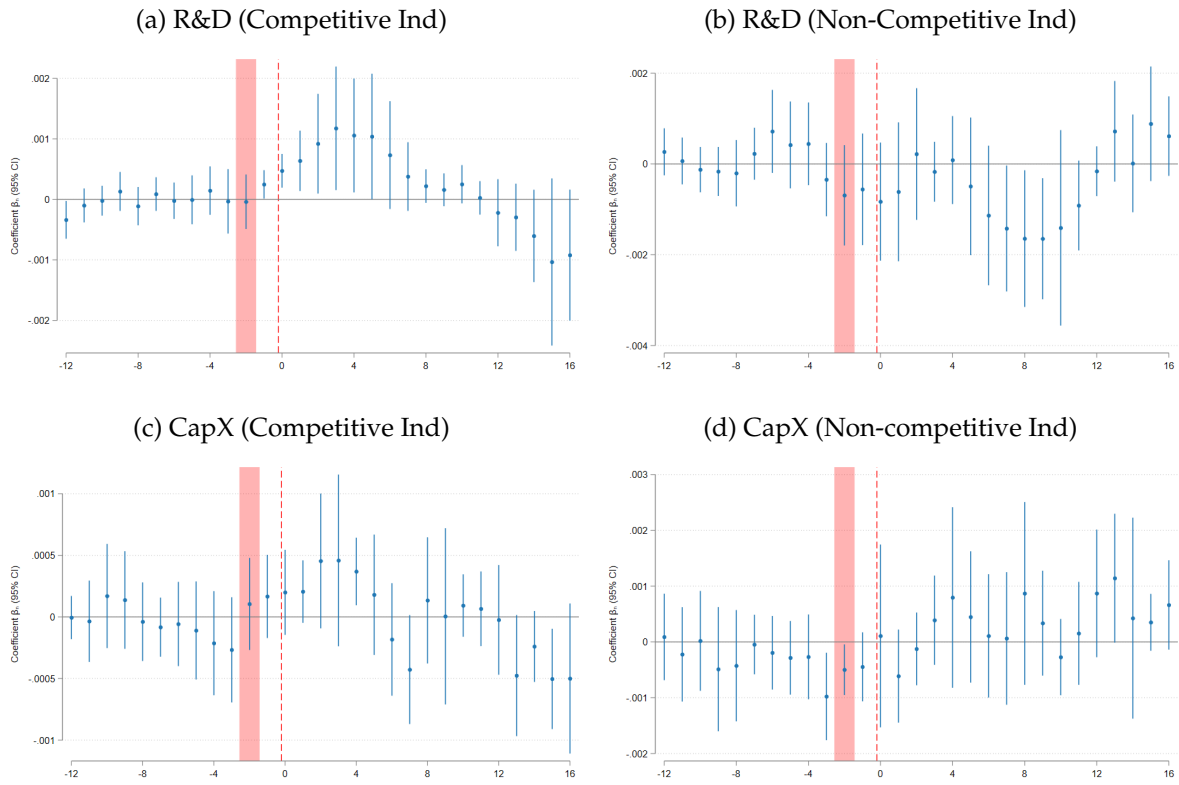 (a) R&D (Competitive Ind)
Coefficient βₙ, (95% CI)
.002
.001
0
-.001
-.002
-12 -8 -4 0 4 8 12 16
(b) R&D (Non-Competitive Ind)
Coefficient βₙ, (95% CI)
.002
0
-.002
-.004
-12 -8 -4 0 4 8 12 16
(c) CapX (Competitive Ind)
Coefficient βₙ, (95% CI)
.001
.0005
0
-.0005
-.001
-12 -8 -4 0 4 8 12 16
(d) CapX (Non-competitive Ind)
Coefficient βₙ, (95% CI)
.003
.002
.001
0
-.001
-.002
-12 -8 -4 0 4 8 12 16